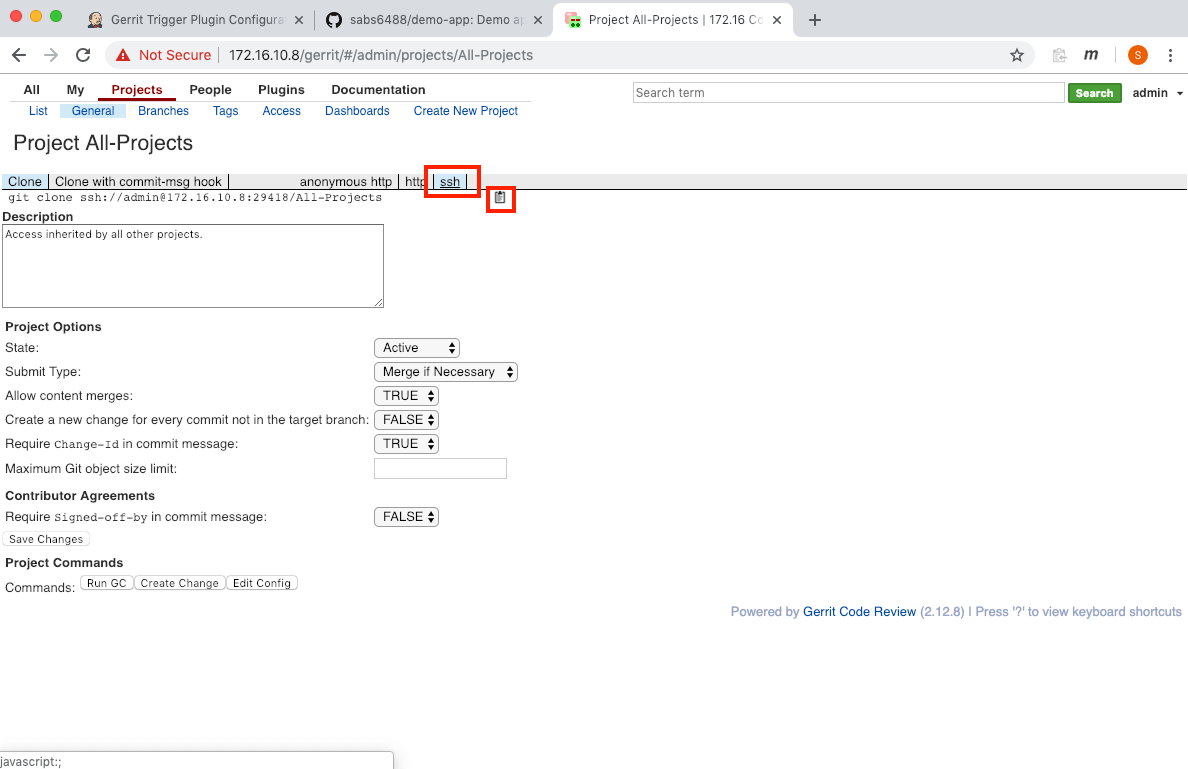 Gerrit Trigger Plugin Configura
sabs6488/demo-app: Demo ap
Project All-Projects | 172.16 Co
Not Secure | 172.16.10.8/gerrit/#/admin/projects/All-Projects
m
S
All My Projects People Plugins Documentation
Search term
Search
admin
List General Branches Tags Access Dashboards Create New Project
Project All-Projects
Clone Clone with commit-msg hook anonymous http http ssh
git clone ssh://admin@172.16.10.8:29418/All-Projects
Description
Access inherited by all other projects.
Project Options
State: Active
Submit Type: Merge if Necessary
Allow content merges: TRUE
Create a new change for every commit not in the target branch: FALSE
Require Change-Id in commit message: TRUE
Maximum Git object size limit:
Contributor Agreements
Require Signed-off-by in commit message: FALSE
Save Changes
Project Commands
Commands: Run GC Create Change Edit Config
Powered by Gerrit Code Review (2.12.8) | Press '?' to view keyboard shortcuts
javascript:;